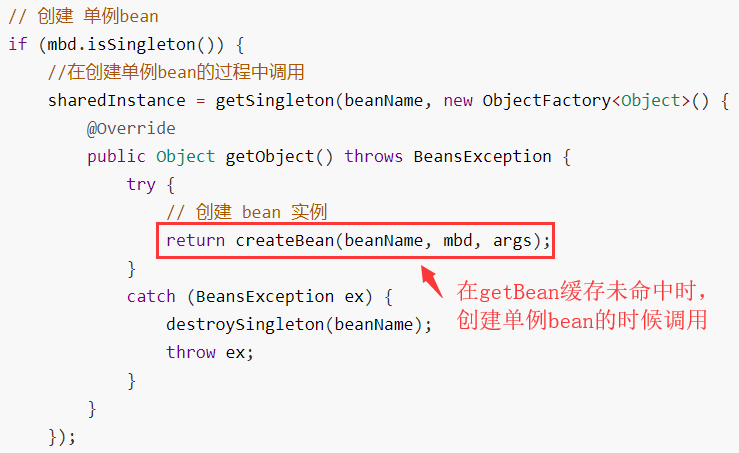 // 创建 单例bean
if (mbd.isSingleton()) {
    //在创建单例bean的过程中调用
    sharedInstance = getSingleton(beanName, new ObjectFactory<Object>() {
        @Override
        public Object getObject() throws BeansException {
            try {
                // 创建 bean 实例
                return createBean(beanName, mbd, args);
            }
            catch (BeansException ex) {
                destroySingleton(beanName);
                throw ex;
            }
        }
    });
在getBean缓存未命中时，
创建单例bean的时候调用